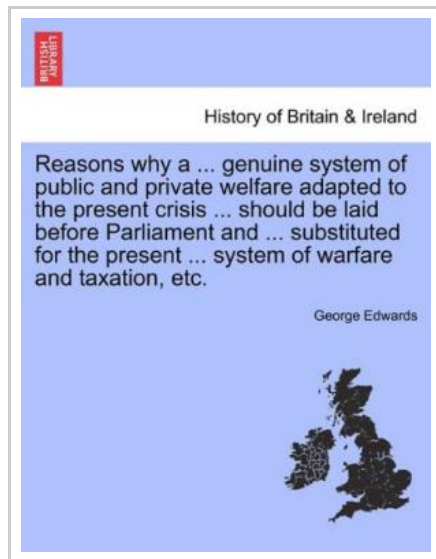 BRITISH
LIBRARY
History of Britain & Ireland
Reasons why a ... genuine system of
public and private welfare adapted to
the present crisis ... should be laid
before Parliament and ... substituted
for the present ... system of warfare
and taxation, etc.
George Edwards